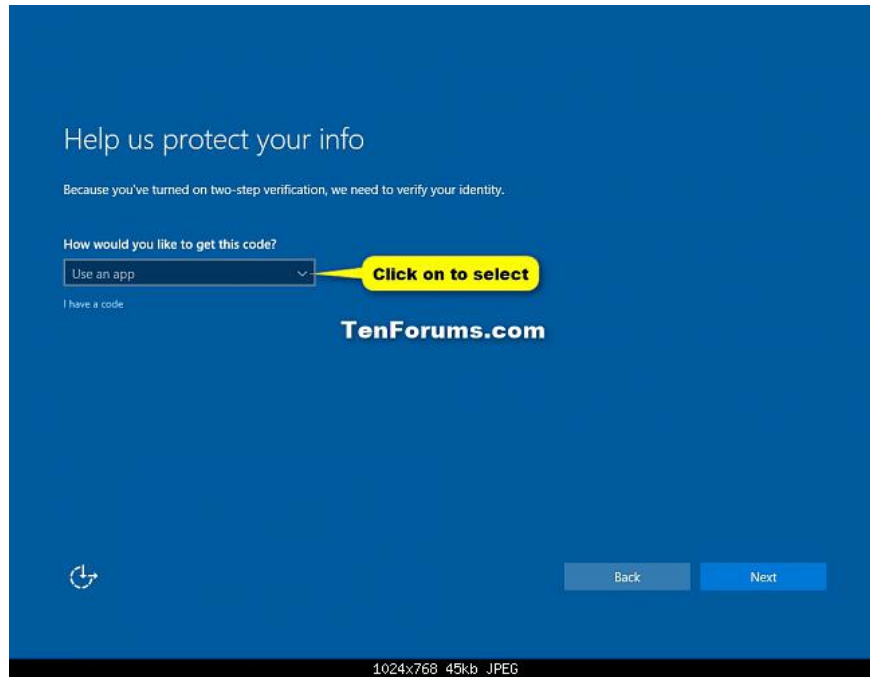 Help us protect your info
Because you've turned on two-step verification, we need to verify your identity.
How would you like to get this code?
Use an app
Click on to select
I have a code
TenForums.com
Back
Next
1024x768 45kb JPEG